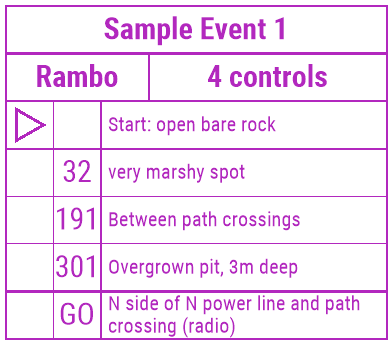 Sample Event 1
Rambo 4 controls
Start: open bare rock
32 very marshy spot
191 Between path crossings
301 Overgrown pit, 3m deep
GO N side of N power line and path
crossing (radio)